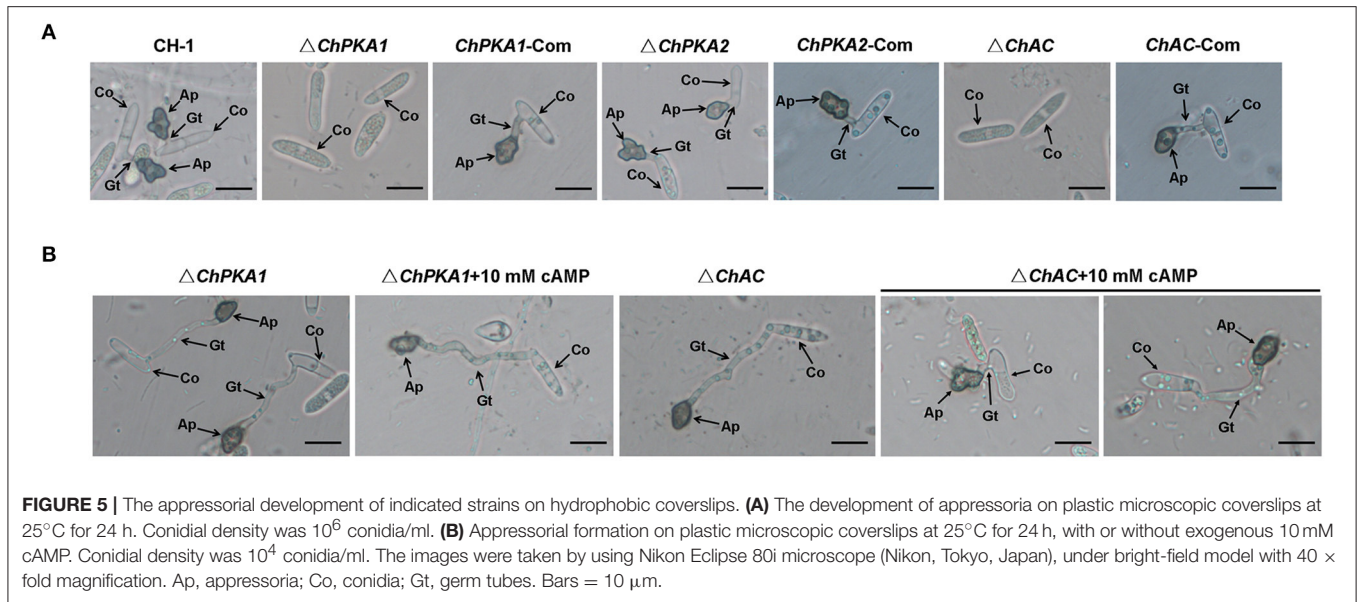 A
CH-1 △ChPKA1 ChPKA1-Com △ChPKA2 ChPKA2-Com △ChAC ChAC-Com
Co Ap Gt Co Ap Gt
Co Co
Co Gt Ap
Co Ap Gt Ap Gt Co
Ap Gt Co
Co Co
Gt Co Ap
B
△ChPKA1 △ChPKA1+10 mM cAMP △ChAC △ChAC+10 mM cAMP
Ap Gt Co Co Gt Ap
Ap Gt Co
Gt Co Ap
Ap Gt Co
Ap Co Gt
FIGURE 5 | The appressorial development of indicated strains on hydrophobic coverslips. (A) The development of appressoria on plastic microscopic coverslips at
25°C for 24 h. Conidial density was 10⁶ conidia/ml. (B) Appressorial formation on plastic microscopic coverslips at 25°C for 24 h, with or without exogenous 10 mM
cAMP. Conidial density was 10⁴ conidia/ml. The images were taken by using Nikon Eclipse 80i microscope (Nikon, Tokyo, Japan), under bright-field model with 40 ×
fold magnification. Ap, appressoria; Co, conidia; Gt, germ tubes. Bars = 10 μm.